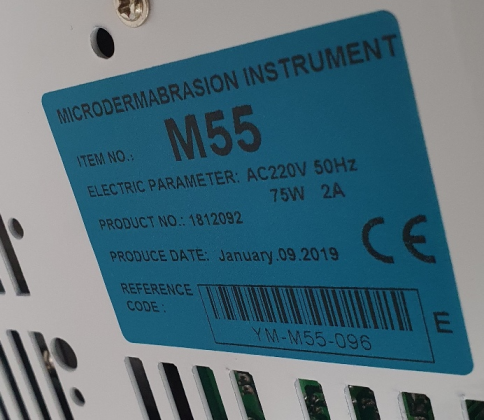 MICRODERMABRASION INSTRUMENT
ITEM NO.: M55
ELECTRIC PARAMETER: AC220V 50Hz
75W 2A
PRODUCT NO.: 1812092
PRODUCE DATE: January.09.2019
CE
REFERENCE
CODE :
YM-M55-096
E